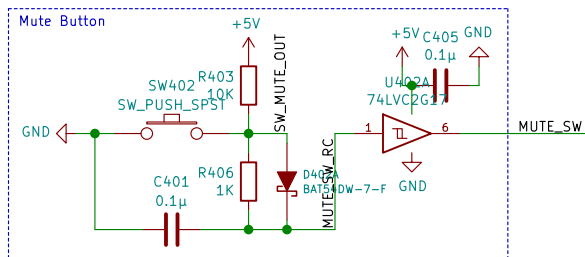 Mute Button
+5V
R403
10K
SW_MUTE_OUT
SW402
SW_PUSH_SPST
GND
R406
1K
C401
0.1µ
MUTE_SW_RC
BAT54DW-7-F
+5V
C405
0.1µ
GND
U402A
74LVC2G17
1
6
GND
MUTE_SW